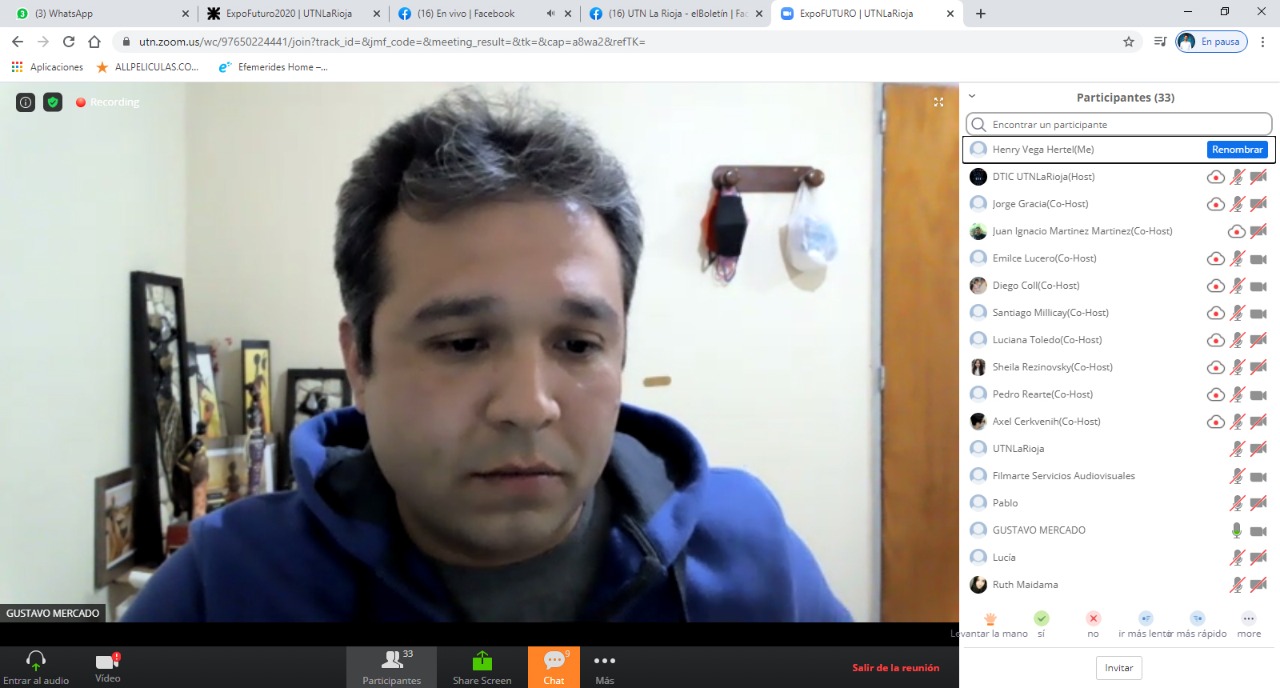 3
(3) WhatsApp
ExpoFuturo2020 | UTNLaRioja
(16) En vivo | Facebook
(16) UTN La Rioja - elBoletín | Fac
ExpoFUTURO | UTNLaRioja
utn.zoom.us/wc/97650224441/join?track_id=&jmf_code=&meeting_result=&tk=&cap=a8wa2&refTK=
En pausa
Aplicaciones
ALLPELICULAS.CO...
Efemerides Home –...
Recording
Participantes (33)
Encontrar un participante
Henry Vega Hertel(Me)
Renombrar
DTIC UTNLaRioja(Host)
Jorge Gracia(Co-Host)
Juan Ignacio Martinez Martinez(Co-Host)
Emilce Lucero(Co-Host)
Diego Coll(Co-Host)
Santiago Millicay(Co-Host)
Luciana Toledo(Co-Host)
Sheila Rezinovsky(Co-Host)
Pedro Rearte(Co-Host)
Axel Cerkvenih(Co-Host)
UTNLaRioja
Filmarte Servicios Audiovisuales
Pablo
GUSTAVO MERCADO
Lucía
Ruth Maidama
GUSTAVO MERCADO
Levantar la mano
sí
no
ir más lento
ir más rápido
more
Entrar al audio
Vídeo
33
Participantes
Share Screen
9
Chat
Más
Salir de la reunión
Invitar